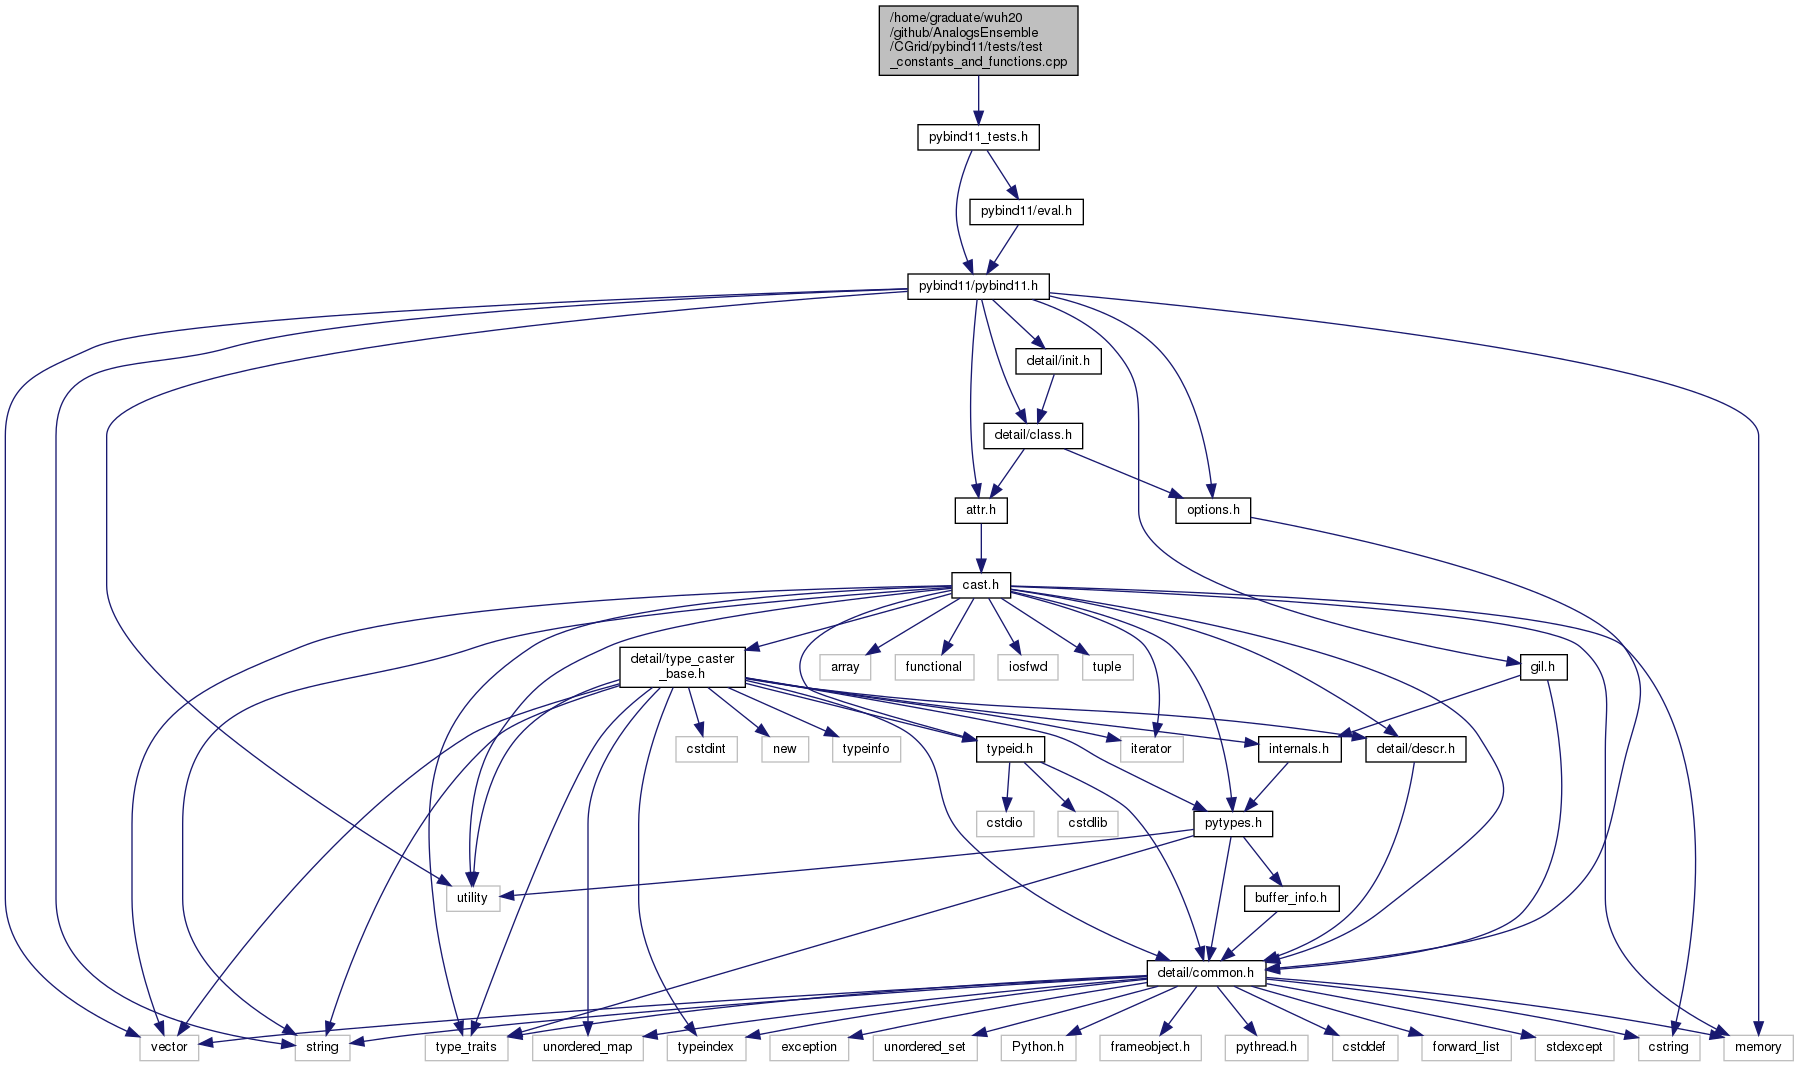 /home/graduate/wuh20
/github/AnalogsEnsemble
/CGrid/pybind11/tests/test
_constants_and_functions.cpp
pybind11_tests.h
pybind11/eval.h
pybind11/pybind11.h
detail/init.h
detail/class.h
attr.h
options.h
cast.h
detail/type_caster
_base.h
array
functional
iosfwd
tuple
gil.h
cstdint
new
typeinfo
typeid.h
iterator
internals.h
detail/descr.h
cstdio
cstdlib
pytypes.h
utility
buffer_info.h
detail/common.h
vector
string
type_traits
unordered_map
typeindex
exception
unordered_set
Python.h
frameobject.h
pythread.h
cstddef
forward_list
stdexcept
cstring
memory